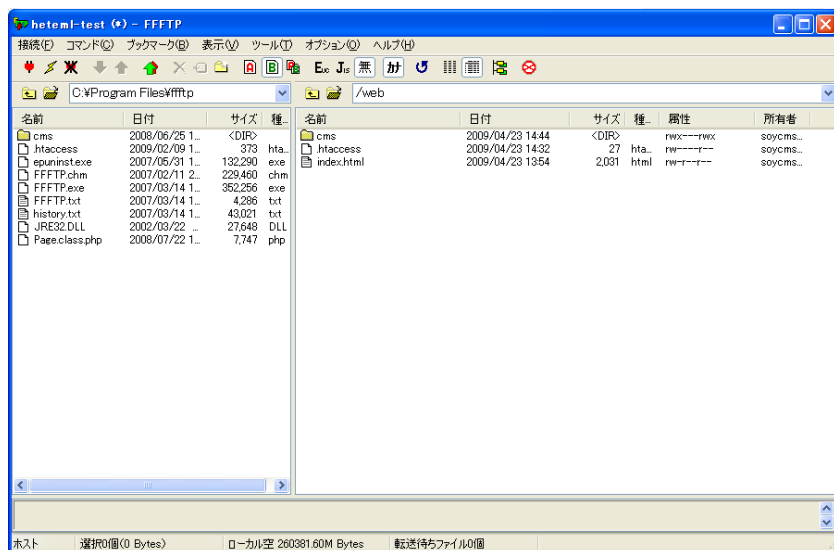 heteml-test (*) - FFFTP
接続(F) コマンド(C) ブックマーク(B) 表示(V) ツール(T) オプション(O) ヘルプ(H)
A B Euc Jis 無 カナ
C:¥Program Files¥ffftp
/web
名前 日付 サイズ 種...
cms 2008/06/25 1... <DIR>
.htaccess 2009/02/09 1... 373 hta...
epuninst.exe 2007/05/31 1... 132,290 exe
FFFTP.chm 2007/02/11 2... 229,460 chm
FFFTP.exe 2007/03/14 1... 352,256 exe
FFFTP.txt 2007/03/14 1... 4,286 txt
history.txt 2007/03/14 1... 43,021 txt
JRE32.DLL 2002/03/22 ... 27,648 DLL
Page.class.php 2008/07/22 1... 7,747 php
名前 日付 サイズ 種... 属性 所有者
cms 2009/04/23 14:44 <DIR> rwx---rwx soycms...
.htaccess 2009/04/23 14:32 27 hta... rw----r-- soycms...
index.html 2009/04/23 13:54 2,031 html rw-r--r-- soycms...
ホスト 選択0個(0 Bytes) ローカル空 260381.60M Bytes 転送待ちファイル0個